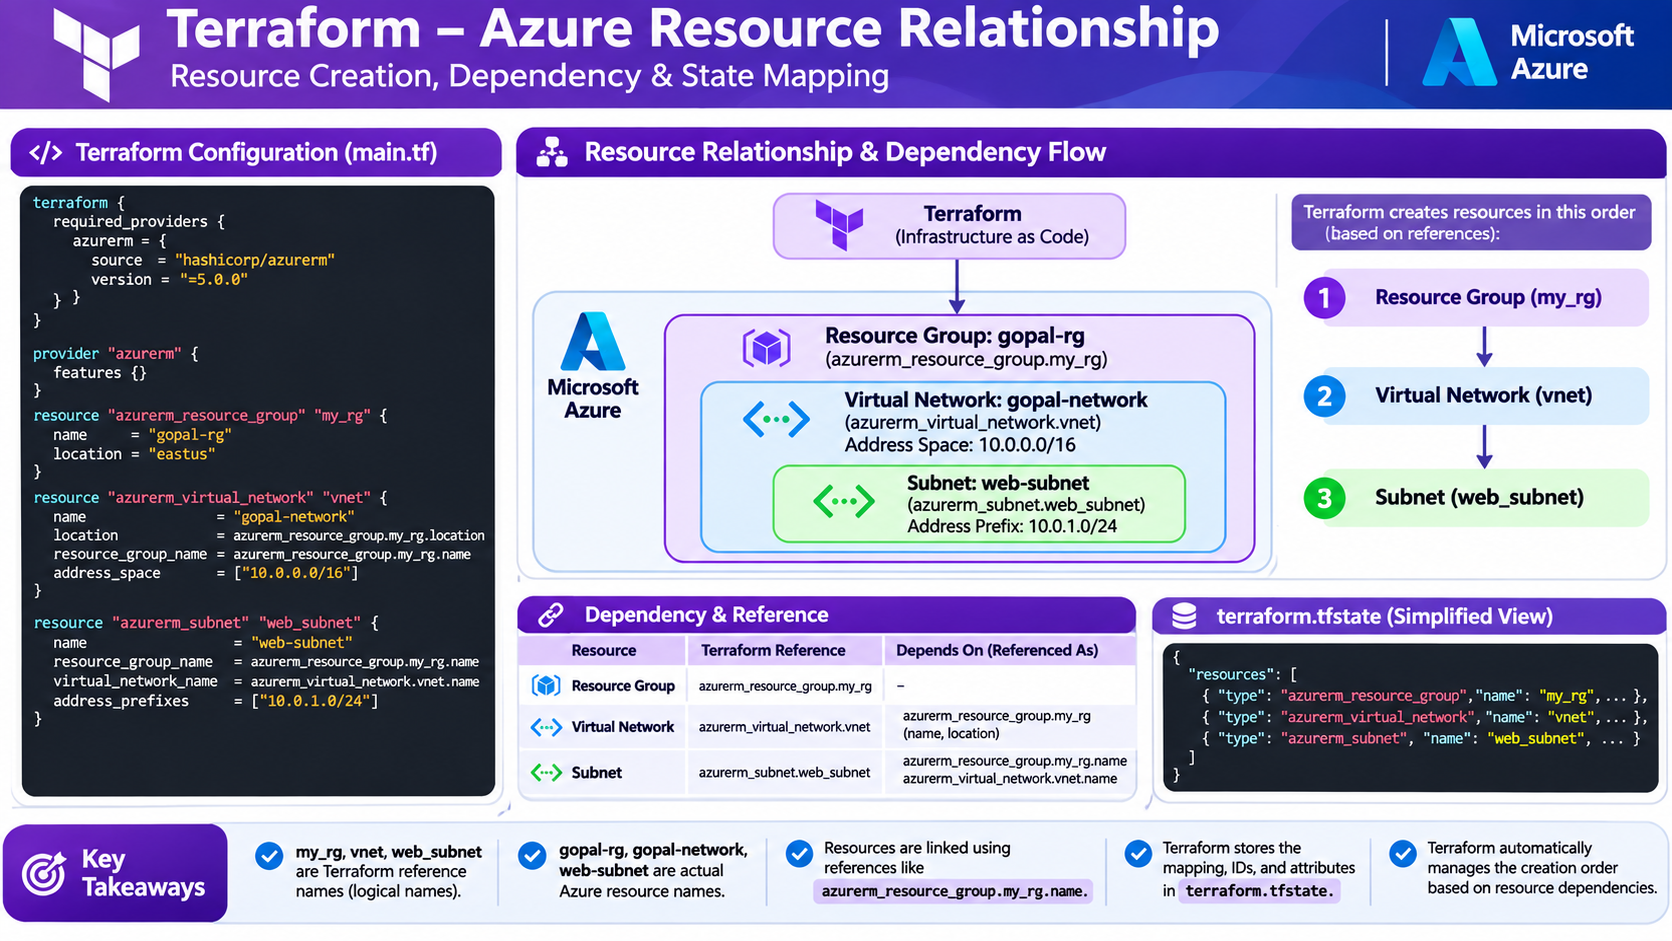 Terraform – Azure Resource Relationship
Resource Creation, Dependency & State Mapping
Microsoft
Azure
</> Terraform Configuration (main.tf)
terraform {
  required_providers {
    azurerm = {
      source  = "hashicorp/azurerm"
      version = "=5.0.0"
  } }
}
provider "azurerm" {
  features {}
}
resource "azurerm_resource_group" "my_rg" {
  name     = "gopal-rg"
  location = "eastus"
}
resource "azurerm_virtual_network" "vnet" {
  name                = "gopal-network"
  location            = azurerm_resource_group.my_rg.location
  resource_group_name = azurerm_resource_group.my_rg.name
  address_space       = ["10.0.0.0/16"]
}
resource "azurerm_subnet" "web_subnet" {
  name                 = "web-subnet"
  resource_group_name  = azurerm_resource_group.my_rg.name
  virtual_network_name = azurerm_virtual_network.vnet.name
  address_prefixes     = ["10.0.1.0/24"]
}
Resource Relationship & Dependency Flow
Terraform
(Infrastructure as Code)
Microsoft
Azure
Resource Group: gopal-rg
(azurerm_resource_group.my_rg)
Virtual Network: gopal-network
(azurerm_virtual_network.vnet)
Address Space: 10.0.0.0/16
Subnet: web-subnet
(azurerm_subnet.web_subnet)
Address Prefix: 10.0.1.0/24
Terraform creates resources in this order
(based on references):
1 Resource Group (my_rg)
2 Virtual Network (vnet)
3 Subnet (web_subnet)
Dependency & Reference
Resource Terraform Reference Depends On (Referenced As)
Resource Group azurerm_resource_group.my_rg –
Virtual Network azurerm_virtual_network.vnet azurerm_resource_group.my_rg
(name, location)
Subnet azurerm_subnet.web_subnet azurerm_resource_group.my_rg.name
azurerm_virtual_network.vnet.name
terraform.tfstate (Simplified View)
{
  "resources": [
    { "type": "azurerm_resource_group","name": "my_rg", ... },
    { "type": "azurerm_virtual_network","name": "vnet", ... },
    { "type": "azurerm_subnet", "name": "web_subnet", ... }
  ]
}
Key
Takeaways
my_rg, vnet, web_subnet
are Terraform reference
names (logical names).
gopal-rg, gopal-network,
web-subnet are actual
Azure resource names.
Resources are linked using
references like
azurerm_resource_group.my_rg.name.
Terraform stores the
mapping, IDs, and attributes
in terraform.tfstate.
Terraform automatically
manages the creation order
based on resource dependencies.